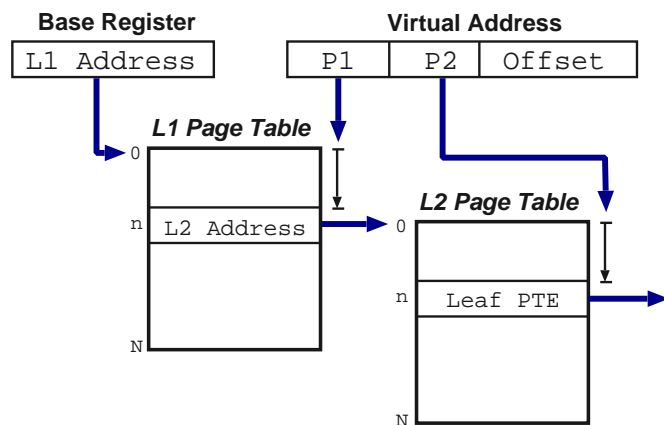 Base Register
Virtual Address
L1 Address
P1 P2 Offset
L1 Page Table
0
n L2 Address
N
L2 Page Table
0
n Leaf PTE
N